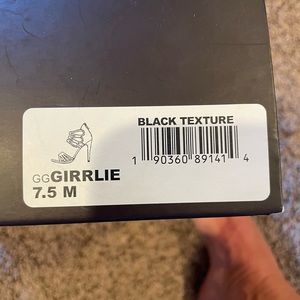 BLACK TEXTURE
1 90360 89141 4
GGGIRRLIE
7.5 M